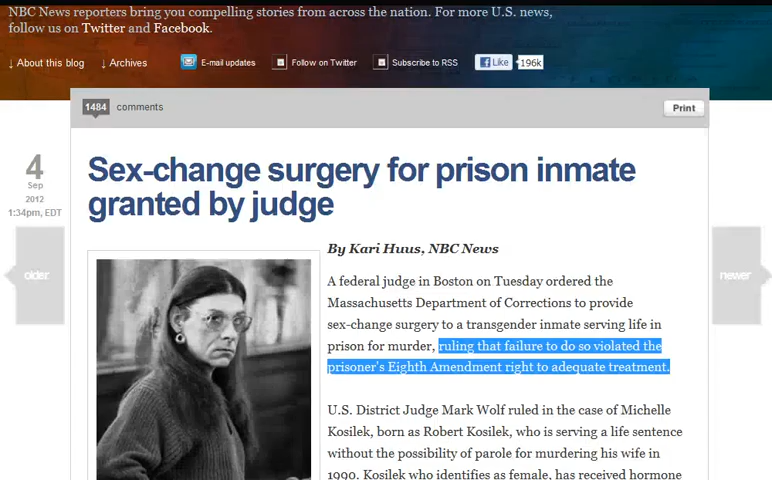 NBC News reporters bring you compelling stories from across the nation. For more U.S. news,
follow us on Twitter and Facebook.
↓ About this blog ↓ Archives E-mail updates Follow on Twitter Subscribe to RSS Like 196k
1484 comments Print
Sex-change surgery for prison inmate
granted by judge
4
Sep
2012
1:34pm, EDT
older
newer
By Kari Huus, NBC News
A federal judge in Boston on Tuesday ordered the
Massachusetts Department of Corrections to provide
sex-change surgery to a transgender inmate serving life in
prison for murder, ruling that failure to do so violated the
prisoner's Eighth Amendment right to adequate treatment.
U.S. District Judge Mark Wolf ruled in the case of Michelle
Kosilek, born as Robert Kosilek, who is serving a life sentence
without the possibility of parole for murdering his wife in
1990. Kosilek who identifies as female, has received hormone